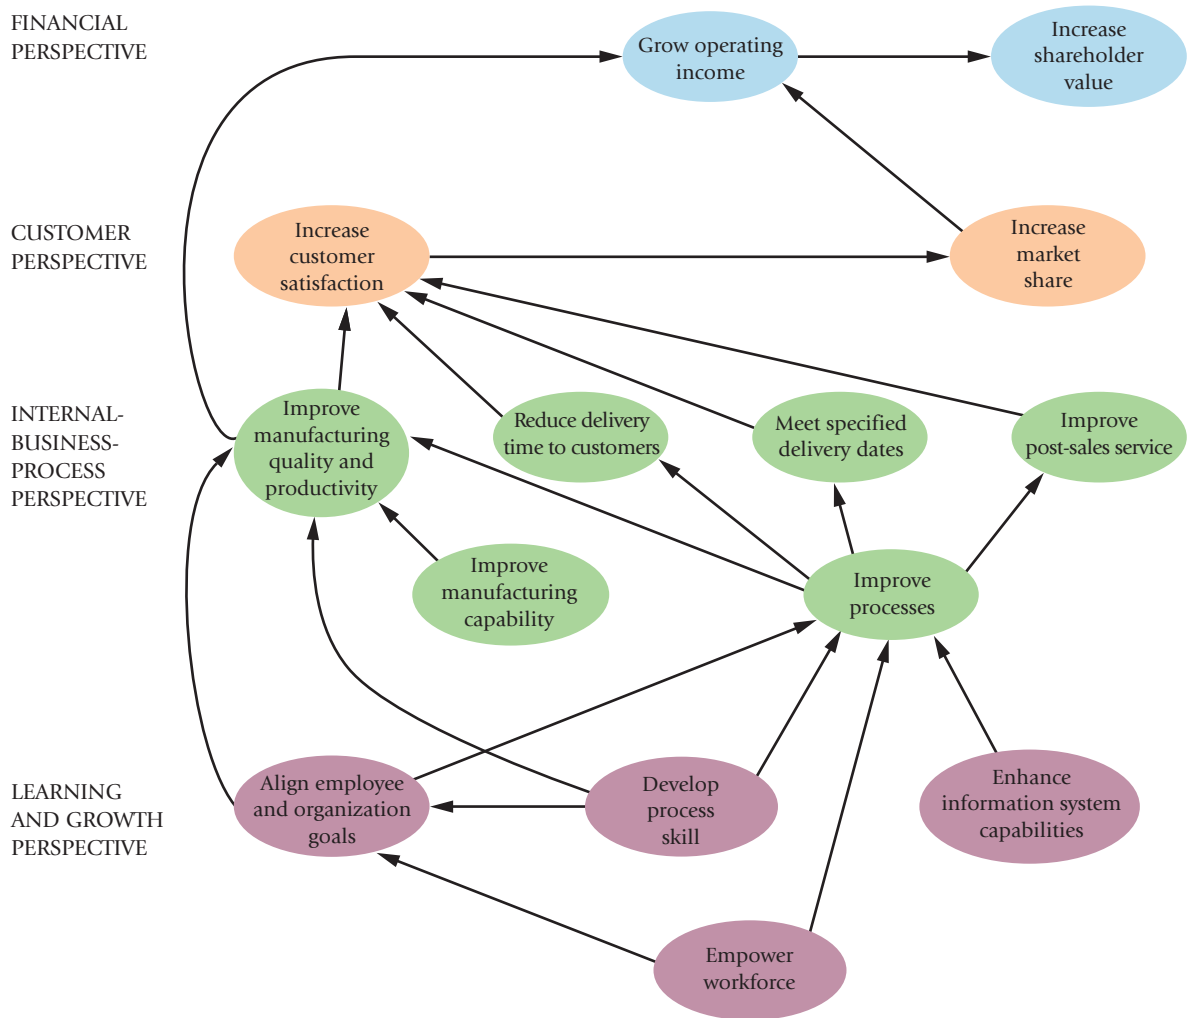 FINANCIAL
PERSPECTIVE
Grow operating
income
Increase
shareholder
value
CUSTOMER
PERSPECTIVE
Increase
customer
satisfaction
Increase
market
share
INTERNAL-
BUSINESS-
PROCESS
PERSPECTIVE
Improve
manufacturing
quality and
productivity
Reduce delivery
time to customers
Meet specified
delivery dates
Improve
post-sales service
Improve
manufacturing
capability
Improve
processes
LEARNING
AND GROWTH
PERSPECTIVE
Align employee
and organization
goals
Develop
process
skill
Enhance
information system
capabilities
Empower
workforce